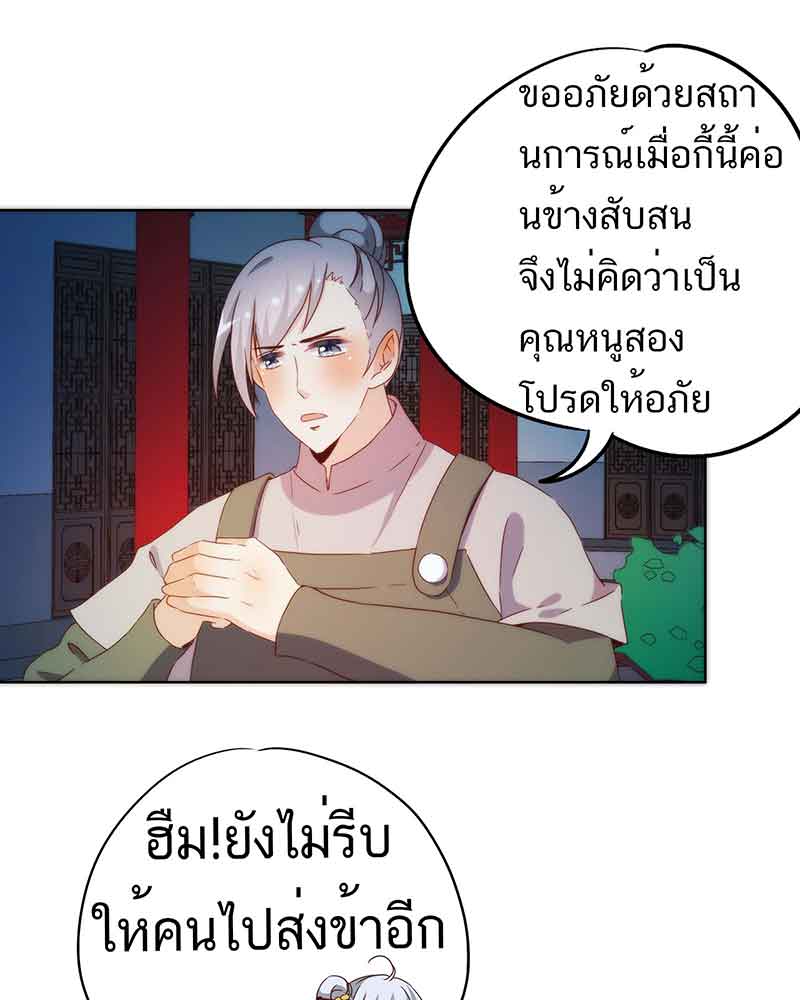 ขออภัยด้วยสถา
นการณ์เมื่อกี้นี้ค่อ
นข้างสับสน
จึงไม่คิดว่าเป็น
คุณหนูสอง
โปรดให้อภัย
ฮึม!ยังไม่รีบ
ให้คนไปส่งข้าอีก